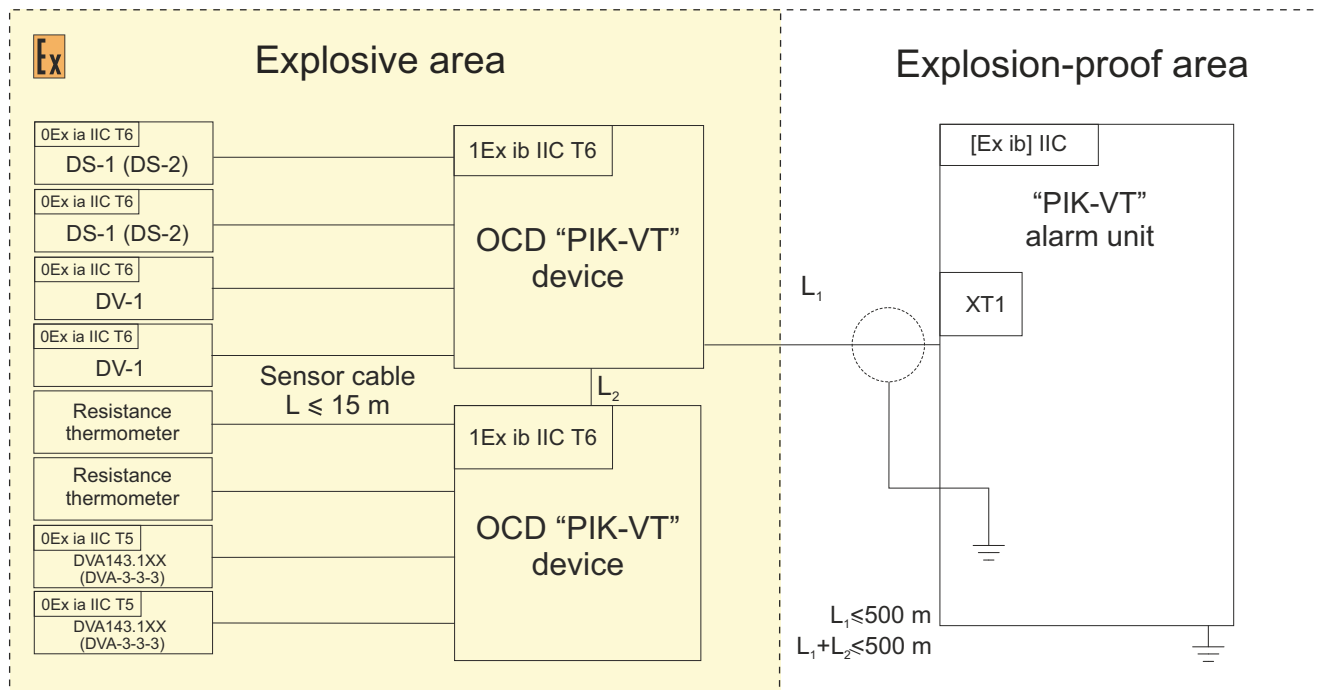 Ex
Explosive area
Explosion-proof area
0Ex ia IIC T6
DS-1 (DS-2)
0Ex ia IIC T6
DS-1 (DS-2)
0Ex ia IIC T6
DV-1
0Ex ia IIC T6
DV-1
Resistance
thermometer
Resistance
thermometer
0Ex ia IIC T5
DVA143.1XX
(DVA-3-3-3)
0Ex ia IIC T5
DVA143.1XX
(DVA-3-3-3)
Sensor cable
L ⩽ 15 m
1Ex ib IIC T6
OCD “PIK-VT”
device
L₂
1Ex ib IIC T6
OCD “PIK-VT”
device
L₁
[Ex ib] IIC
“PIK-VT”
alarm unit
XT1
L₁⩽500 m
L₁+L₂⩽500 m